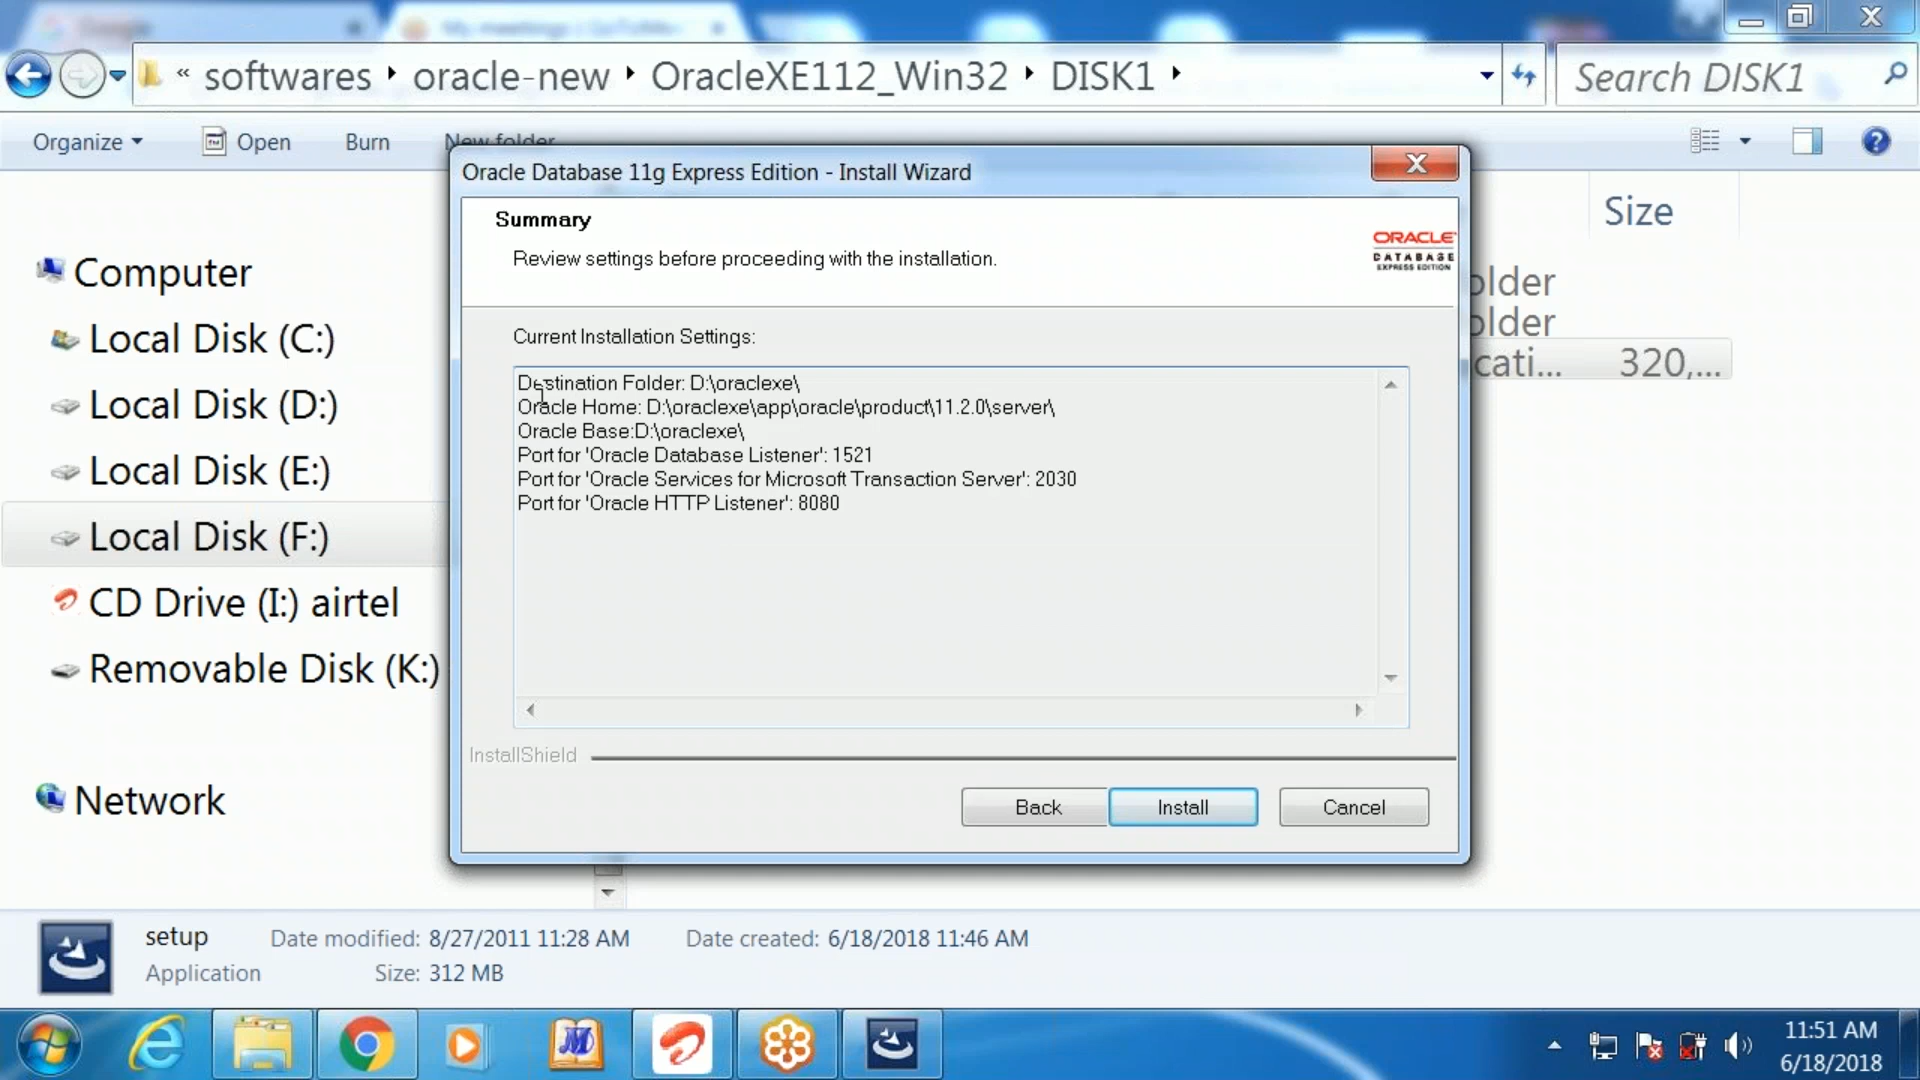 « softwares oracle-new OracleXE112_Win32 DISK1
Search DISK1
Organize Open Burn New folder
Oracle Database 11g Express Edition - Install Wizard
Summary
Review settings before proceeding with the installation.
ORACLE
DATABASE
EXPRESS EDITION
Size
Computer
Local Disk (C:)
Local Disk (D:)
Local Disk (E:)
Local Disk (F:)
CD Drive (I:) airtel
Removable Disk (K:)
Network
older
older
cati... 320,...
Current Installation Settings:
Destination Folder: D:\oraclexe\
Oracle Home: D:\oraclexe\app\oracle\product\11.2.0\server\
Oracle Base:D:\oraclexe\
Port for 'Oracle Database Listener': 1521
Port for 'Oracle Services for Microsoft Transaction Server': 2030
Port for 'Oracle HTTP Listener': 8080
InstallShield
Back Install Cancel
setup Date modified: 8/27/2011 11:28 AM Date created: 6/18/2018 11:46 AM
Application Size: 312 MB
11:51 AM
6/18/2018